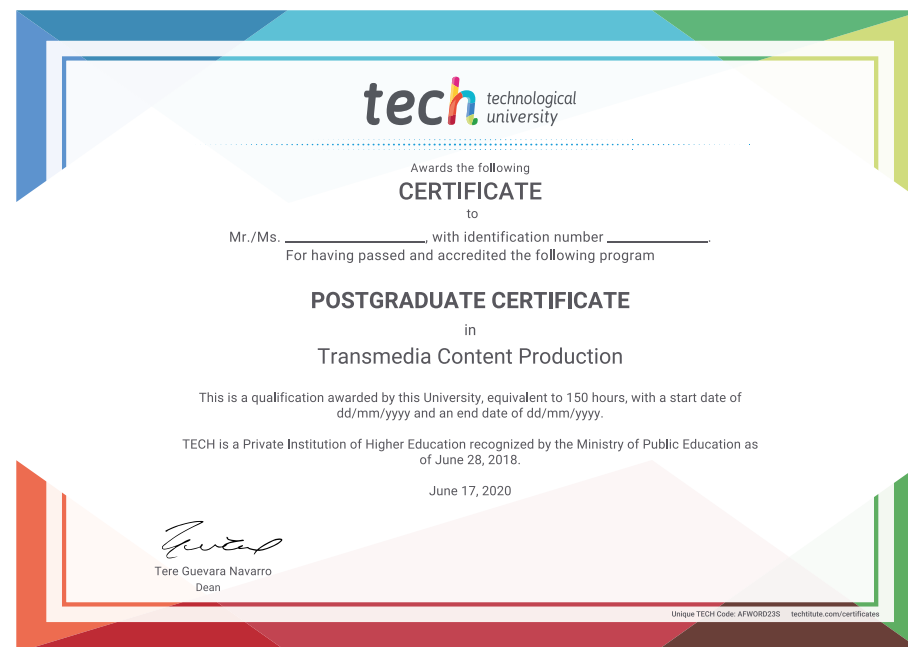 tech technological
university
Awards the following
CERTIFICATE
to
Mr./Ms. ____________________, with identification number ______________.
For having passed and accredited the following program
POSTGRADUATE CERTIFICATE
in
Transmedia Content Production
This is a qualification awarded by this University, equivalent to 150 hours, with a start date of
dd/mm/yyyy and an end date of dd/mm/yyyy.
TECH is a Private Institution of Higher Education recognized by the Ministry of Public Education as
of June 28, 2018.
June 17, 2020
Tere Guevara Navarro
Dean
Unique TECH Code: AFWORD23S techtitute.com/certificates